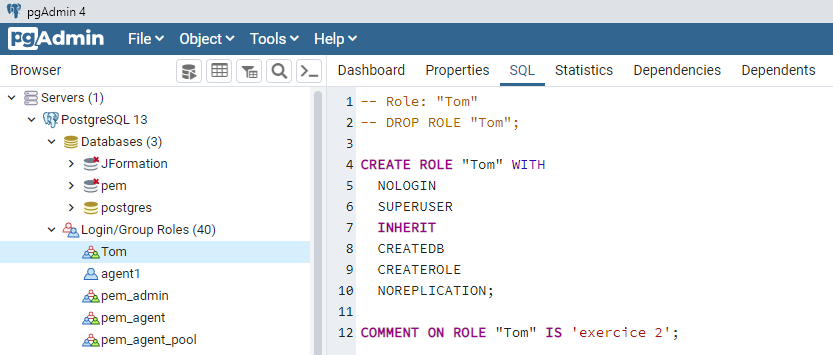 pgAdmin 4
pgAdmin File Object Tools Help
Browser
Dashboard Properties SQL Statistics Dependencies Dependents
Servers (1)
PostgreSQL 13
Databases (3)
JFormation
pem
postgres
Login/Group Roles (40)
Tom
agent1
pem_admin
pem_agent
pem_agent_pool
1 -- Role: "Tom"
2 -- DROP ROLE "Tom";
3
4 CREATE ROLE "Tom" WITH
5 NOLOGIN
6 SUPERUSER
7 INHERIT
8 CREATEDB
9 CREATEROLE
10 NOREPLICATION;
11
12 COMMENT ON ROLE "Tom" IS 'exercice 2';